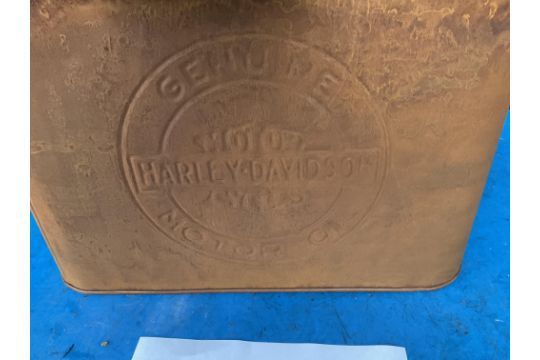 GENUINE
MOTOR
HARLEY-DAVIDSON
CYCLES
MOTOR OIL